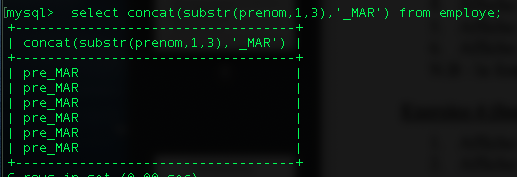 mysql>  select concat(substr(prenom,1,3),'_MAR') from employe;
+-----------------------------------+
| concat(substr(prenom,1,3),'_MAR') |
+-----------------------------------+
| pre_MAR                           |
| pre_MAR                           |
| pre_MAR                           |
| pre_MAR                           |
| pre_MAR                           |
| pre_MAR                           |
+-----------------------------------+
6 rows in set (0.00 sec)